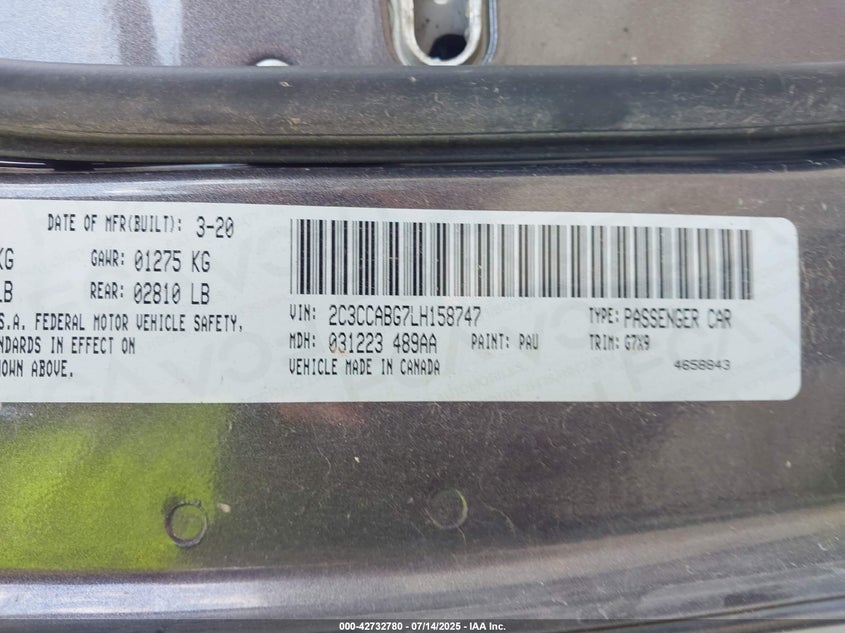 DATE OF MFR(BUILT): 3-20
KG GAWR: 01275 KG
LB REAR: 02810 LB
S.A. FEDERAL MOTOR VEHICLE SAFETY,
NDARDS IN EFFECT ON
OWN ABOVE.
VIN: 2C3CCABG7LH158747 TYPE: PASSENGER CAR
MDH: 031223 489AA PAINT: PAU TRIM: G7X9
VEHICLE MADE IN CANADA 4658843
000-42732780 - 07/14/2025 - IAA Inc.